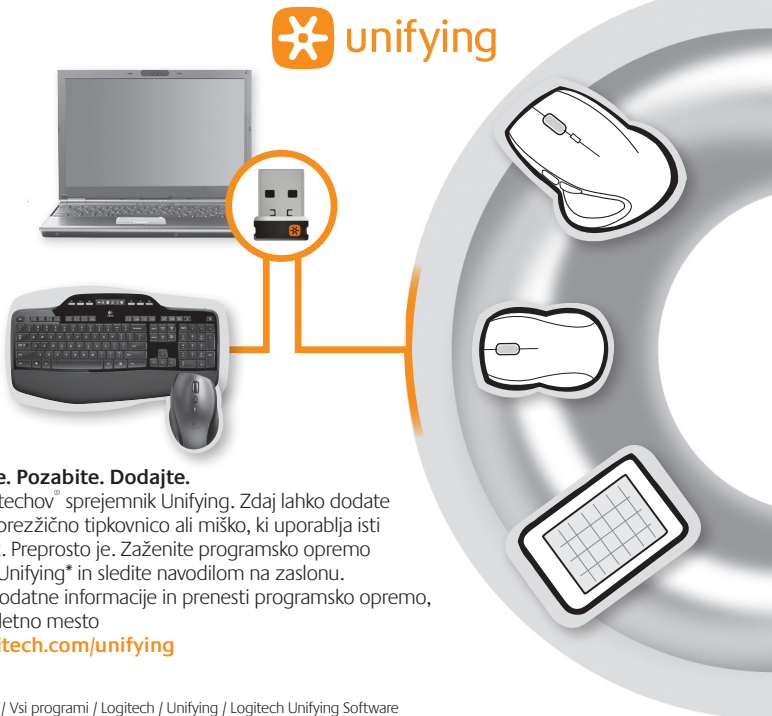 unifying
e. Pozabite. Dodajte.
techov® sprejemnik Unifying. Zdaj lahko dodate
brezžično tipkovnico ali miško, ki uporablja isti
k. Preprosto je. Zaženite programsko opremo
Unifying* in sledite navodilom na zaslonu.
odatne informacije in prenesti programsko opremo,
letno mesto
itech.com/unifying
/ Vsi programi / Logitech / Unifying / Logitech Unifying Software